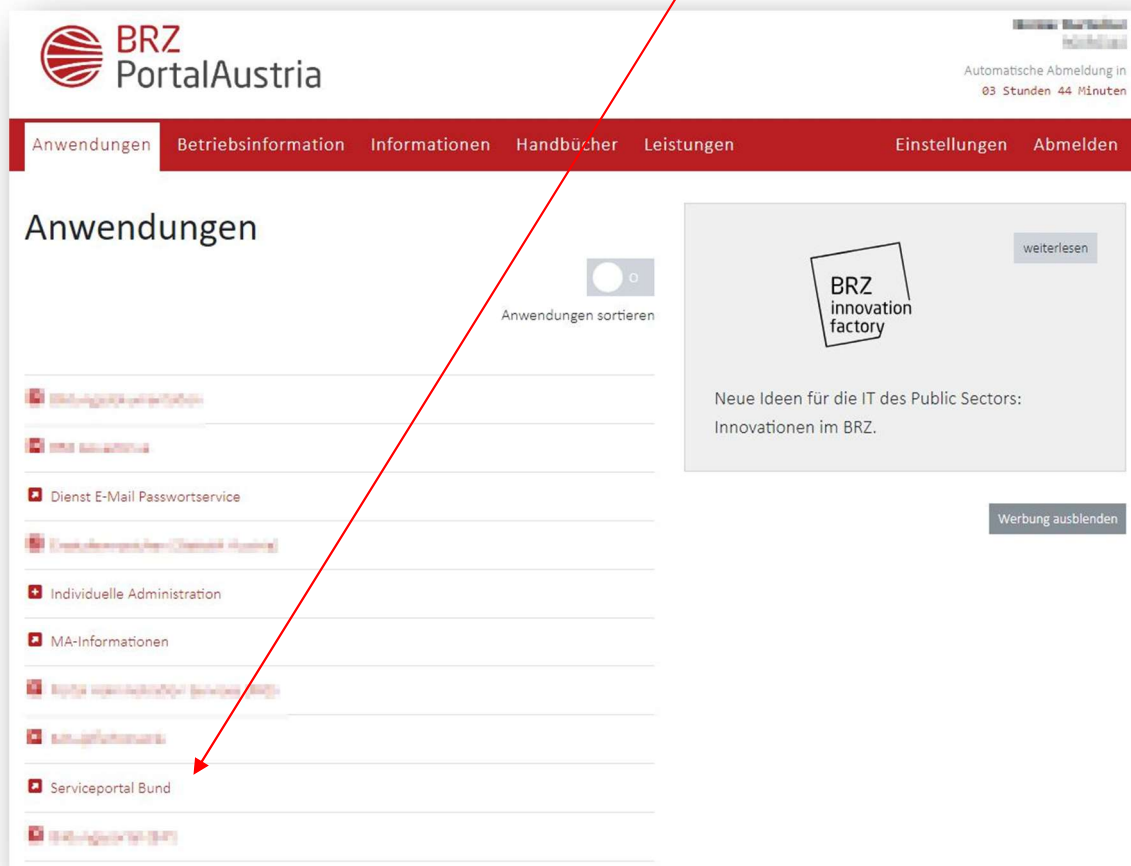 BRZ
PortalAustria
Automatische Abmeldung in
03 Stunden 44 Minuten
Anwendungen Betriebsinformation Informationen Handbücher Leistungen Einstellungen Abmelden
Anwendungen
Anwendungen sortieren
Dienst E-Mail Passwortservice
Individuelle Administration
MA-Informationen
Serviceportal Bund
weiterlesen
BRZ
innovation
factory
Neue Ideen für die IT des Public Sectors:
Innovationen im BRZ.
Werbung ausblenden